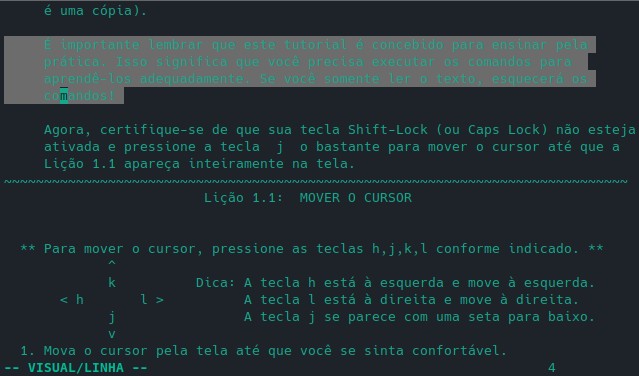 é uma cópia).
É importante lembrar que este tutorial é concebido para ensinar pela
prática. Isso significa que você precisa executar os comandos para
aprendê-los adequadamente. Se você somente ler o texto, esquecerá os
comandos!
Agora, certifique-se de que sua tecla Shift-Lock (ou Caps Lock) não esteja
ativada e pressione a tecla j o bastante para mover o cursor até que a
Lição 1.1 apareça inteiramente na tela.
~~~~~~~~~~~~~~~~~~~~~~~~~~~~~~~~~~~~~~~~~~~~~~~~~~~~~~~~~~~~~~~~~~~~~~~~~~~~~~
Lição 1.1: MOVER O CURSOR
** Para mover o cursor, pressione as teclas h,j,k,l conforme indicado. **
^
k Dica: A tecla h está à esquerda e move à esquerda.
< h l > A tecla l está à direita e move à direita.
j A tecla j se parece com uma seta para baixo.
v
1. Mova o cursor pela tela até que você se sinta confortável.
-- VISUAL/LINHA -- 4